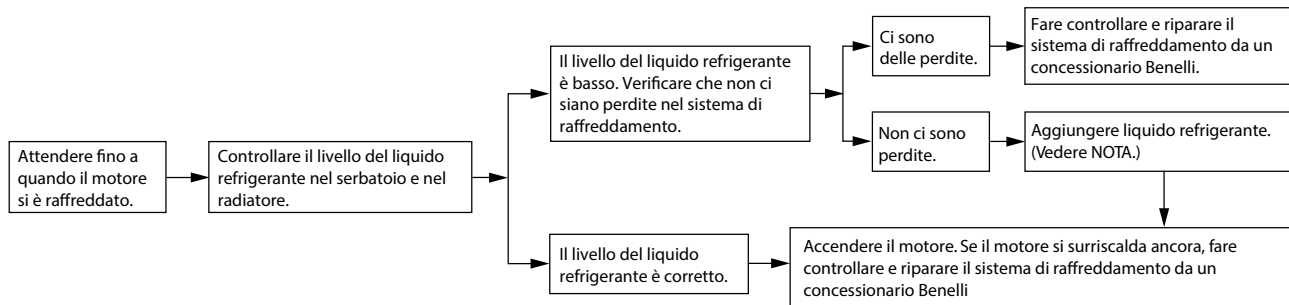 Attendere fino a
quando il motore
si è raffreddato.
Controllare il livello del liquido
refrigerante nel serbatoio e nel
radiatore.
Il livello del liquido refrigerante
è basso. Verificare che non ci
siano perdite nel sistema di
raffreddamento.
Ci sono
delle perdite.
Fare controllare e riparare il
sistema di raffreddamento da un
concessionario Benelli.
Non ci sono
perdite.
Aggiungere liquido refrigerante.
(Vedere NOTA.)
Il livello del liquido
refrigerante è corretto.
Accendere il motore. Se il motore si surriscalda ancora, fare
controllare e riparare il sistema di raffreddamento da un
concessionario Benelli